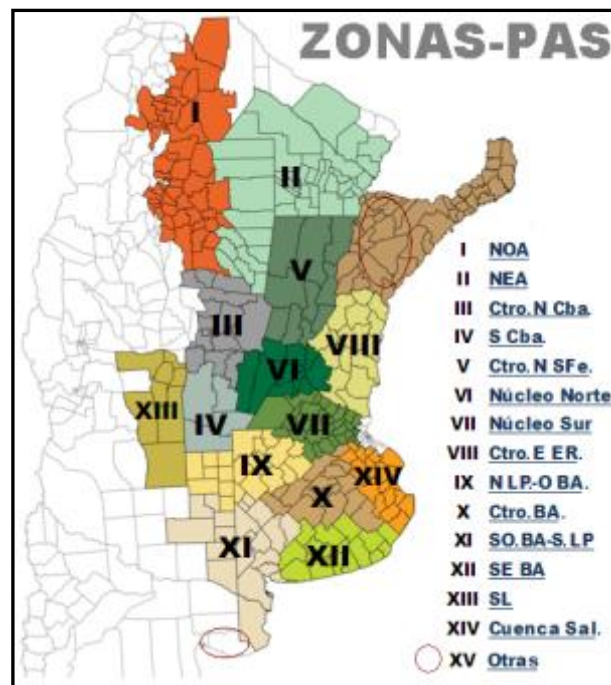 ZONAS-PAS
I
II
V
III
VI
VIII
XIII
IV
VII
IX
XIV
X
XI
XII
I NOA
II NEA
III Ctro.N Cba.
IV S Cba.
V Ctro.N SFe.
VI Núcleo Norte
VII Núcleo Sur
VIII Ctro.E ER.
IX N LP.-O BA.
X Ctro.BA.
XI SO.BA-S.LP
XII SE BA
XIII SL
XIV Cuenca Sal.
XV Otras